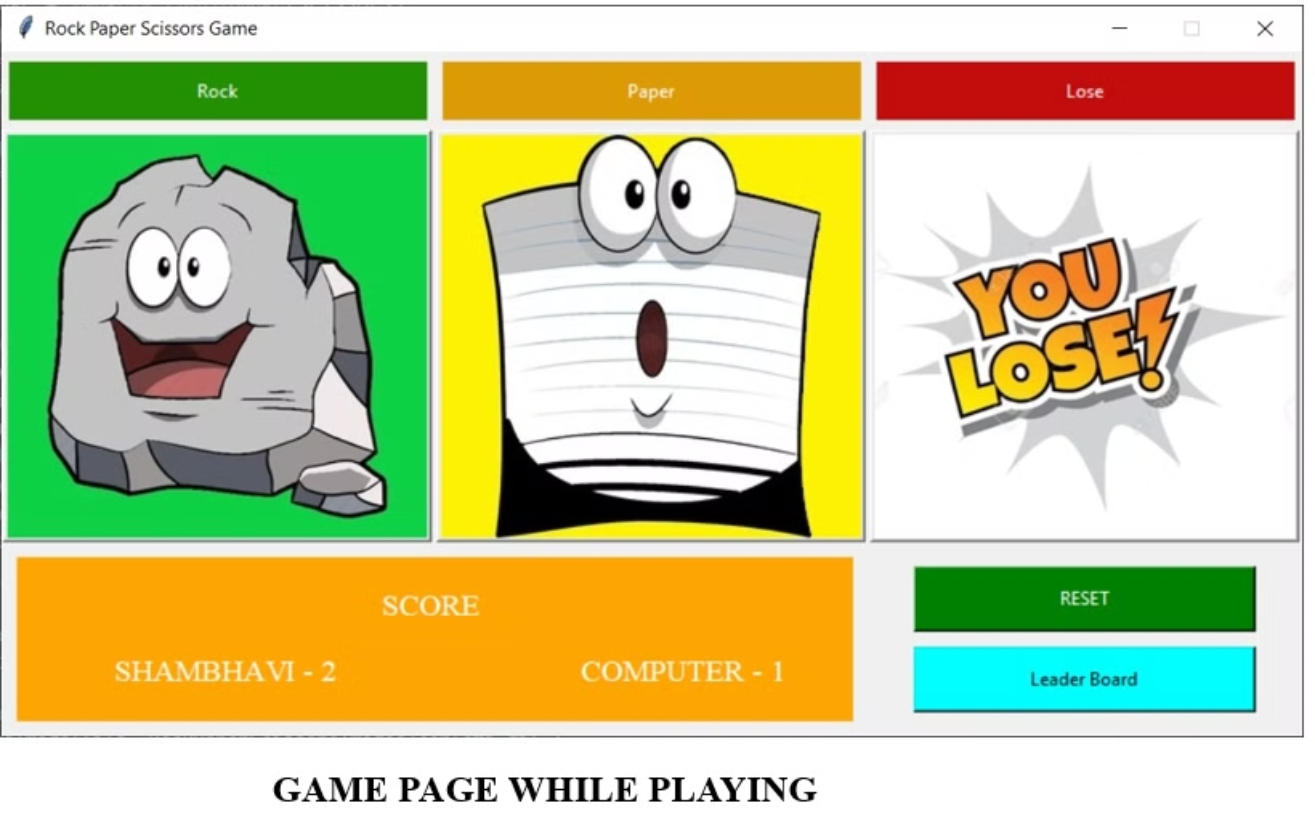 Rock Paper Scissors Game
Rock
Paper
Lose
YOU
LOSE!
SCORE
SHAMBHAVI - 2
COMPUTER - 1
RESET
Leader Board
GAME PAGE WHILE PLAYING